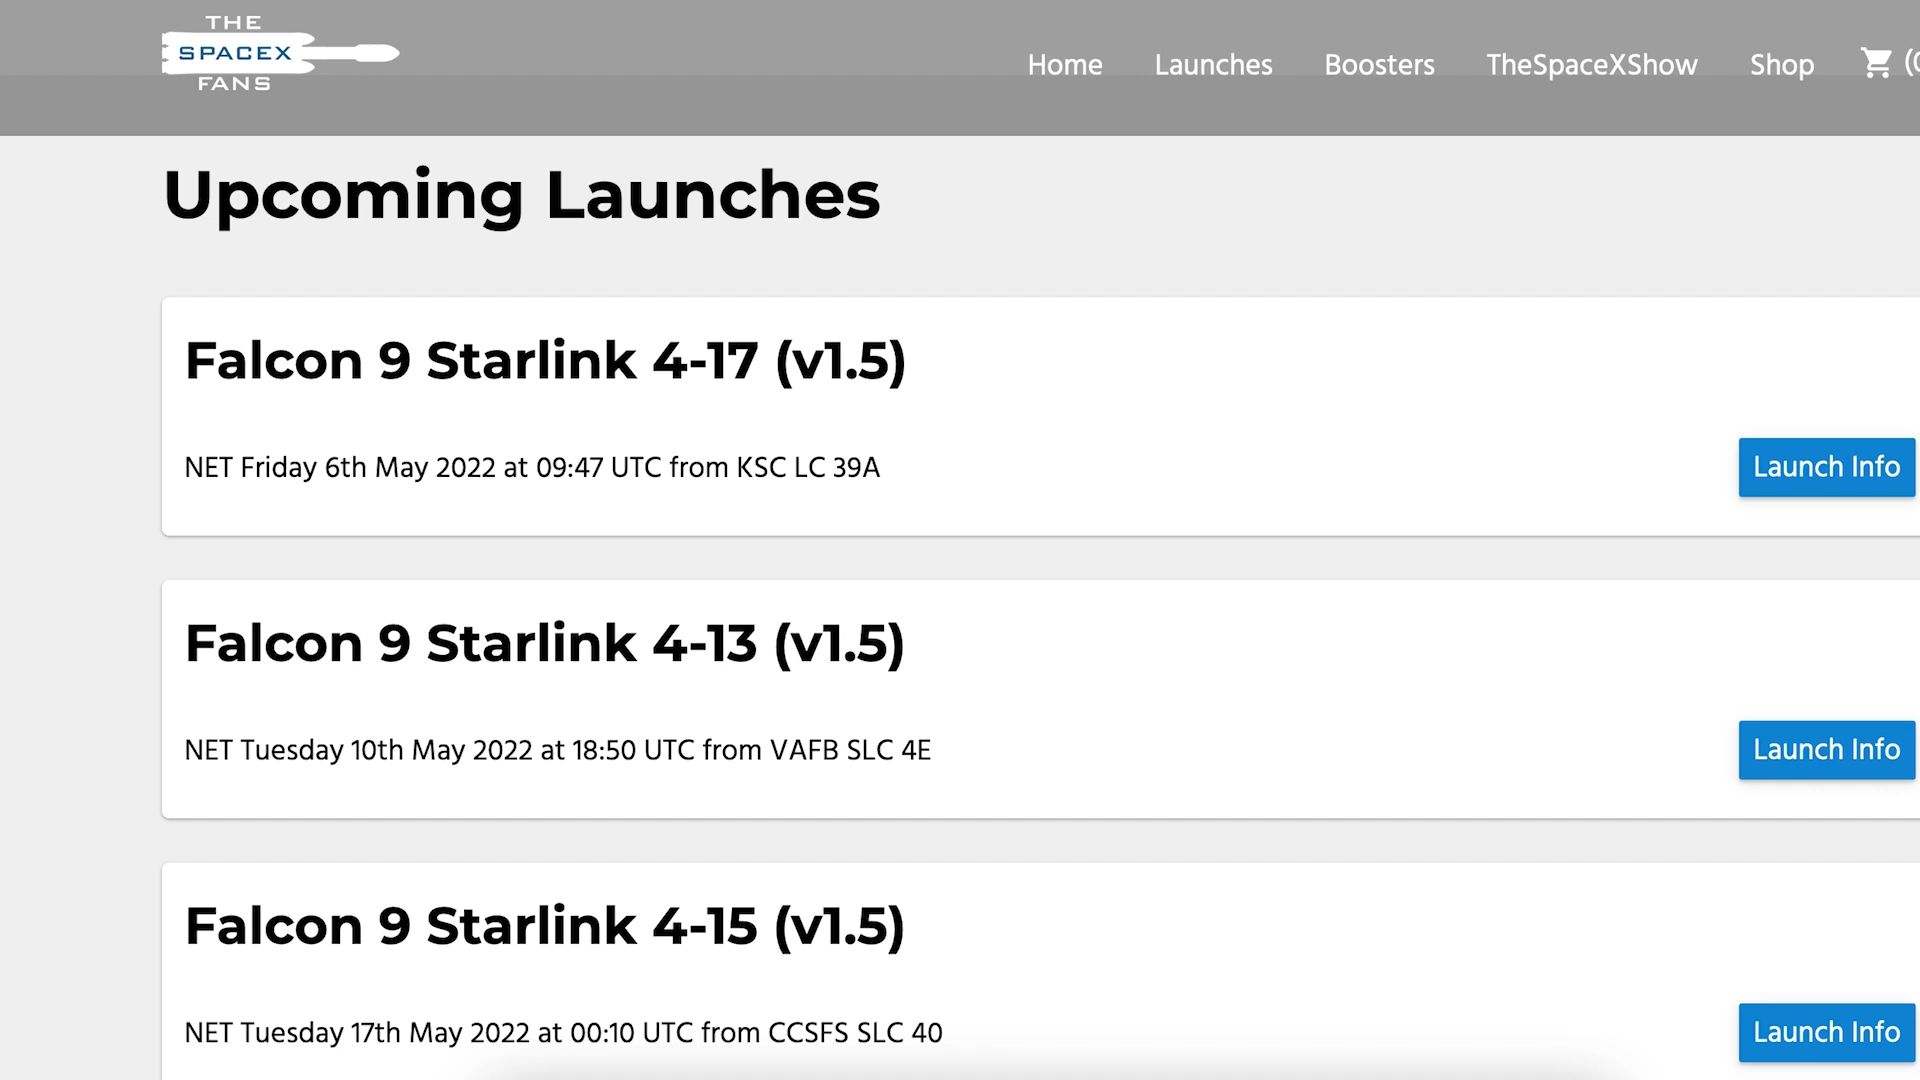 THE
SPACEX
FANS
Home Launches Boosters TheSpaceXShow Shop
Upcoming Launches
Falcon 9 Starlink 4-17 (v1.5)
NET Friday 6th May 2022 at 09:47 UTC from KSC LC 39A
Launch Info
Falcon 9 Starlink 4-13 (v1.5)
NET Tuesday 10th May 2022 at 18:50 UTC from VAFB SLC 4E
Launch Info
Falcon 9 Starlink 4-15 (v1.5)
NET Tuesday 17th May 2022 at 00:10 UTC from CCSFS SLC 40
Launch Info